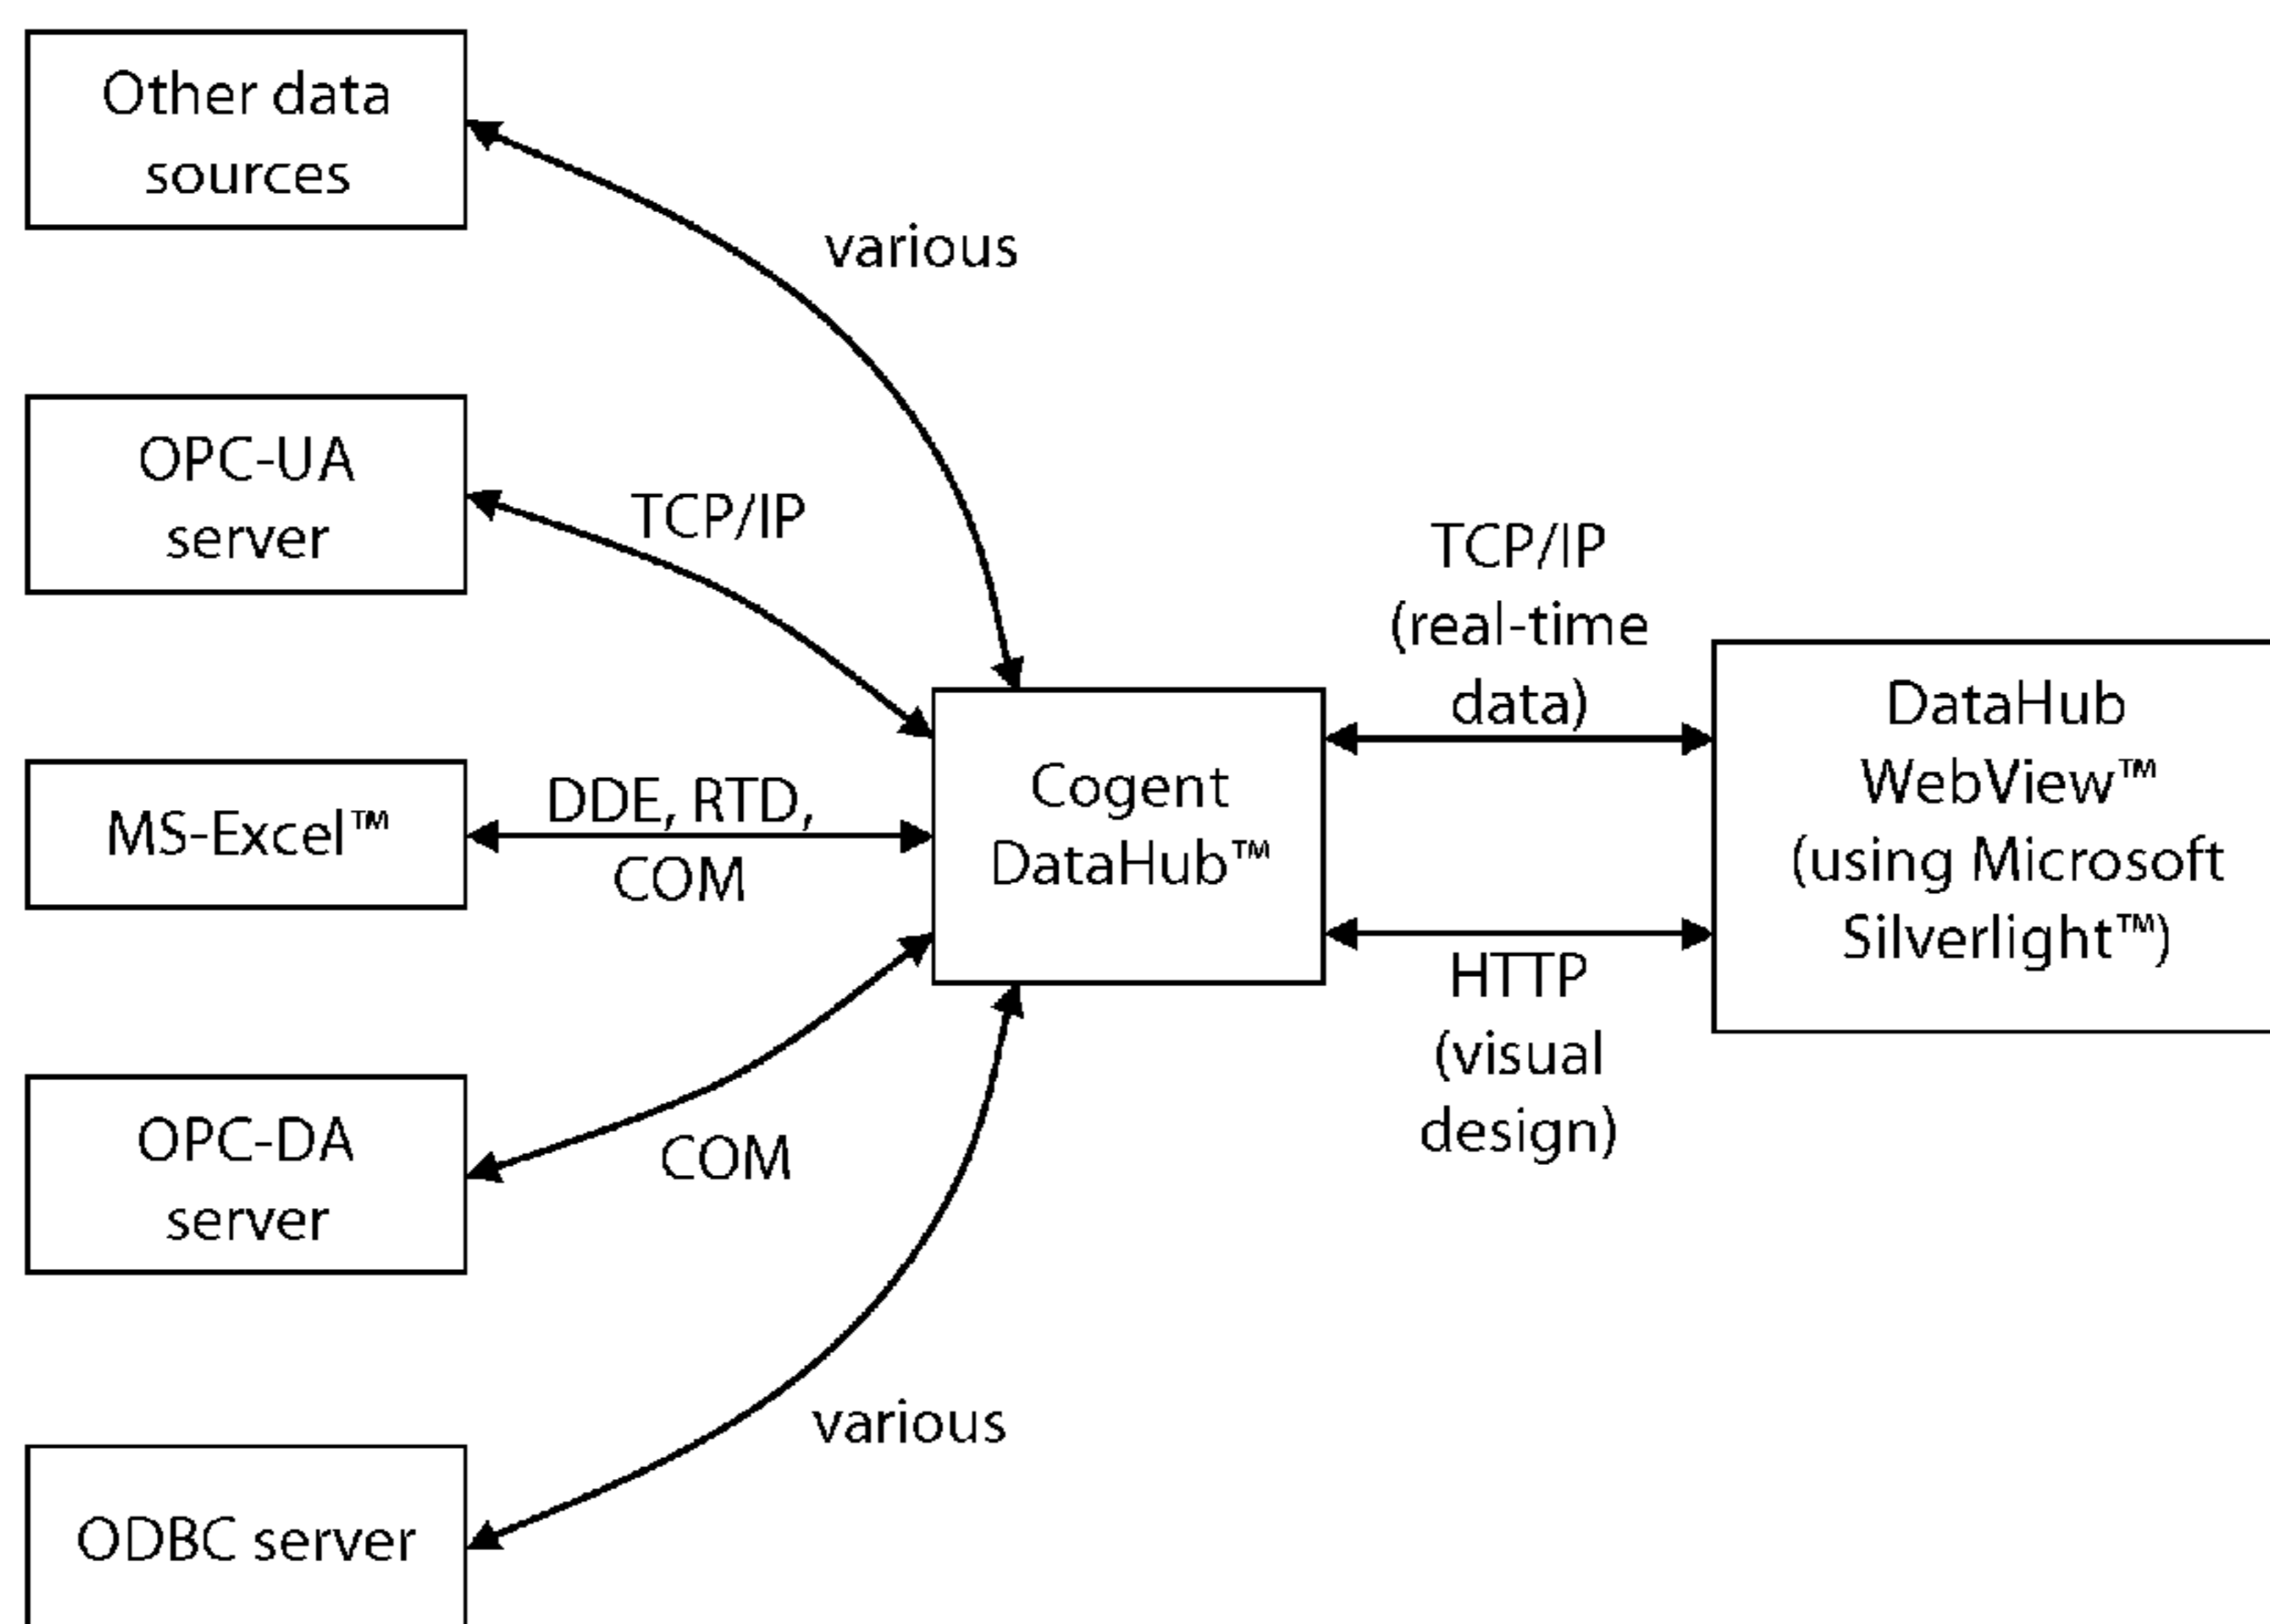 Other data
sources
various
OPC-UA
server
TCP/IP
MS-Excel™
DDE, RTD,
COM
Cogent
DataHub™
TCP/IP
(real-time
data)
HTTP
(visual
design)
DataHub
WebView™
(using Microsoft
Silverlight™)
OPC-DA
server
COM
various
ODBC server